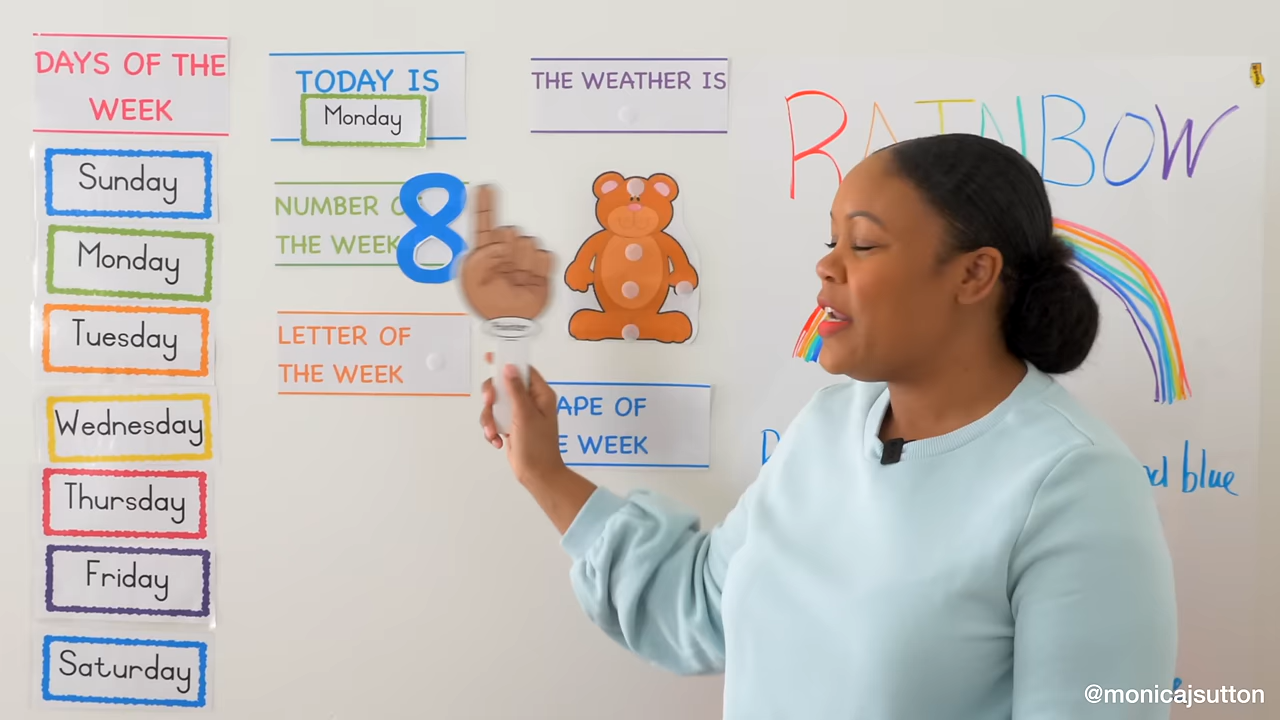 DAYS OF THE
WEEK
Sunday
Monday
Tuesday
Wednesday
Thursday
Friday
Saturday
TODAY IS
Monday
NUMBER
THE WEEK
8
LETTER OF
THE WEEK
THE WEATHER IS
APE OF
E WEEK
RAINBOW
blue
@monicajsutton